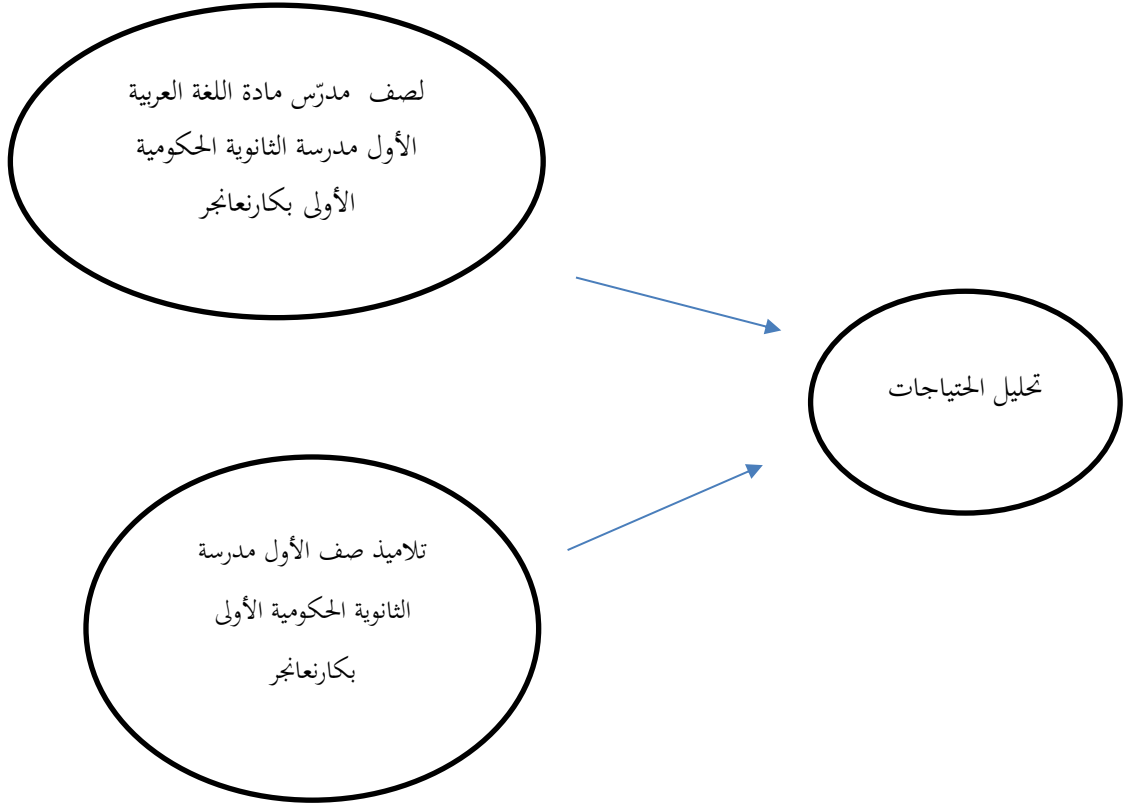 لصف مدرّس مادة اللغة العربية
الأول مدرسة الثانوية الحكومية
الأولى بكارنعانجر
تحليل الحتياجات
تلاميذ صف الأول مدرسة
الثانوية الحكومية الأولى
بكارنعانجر